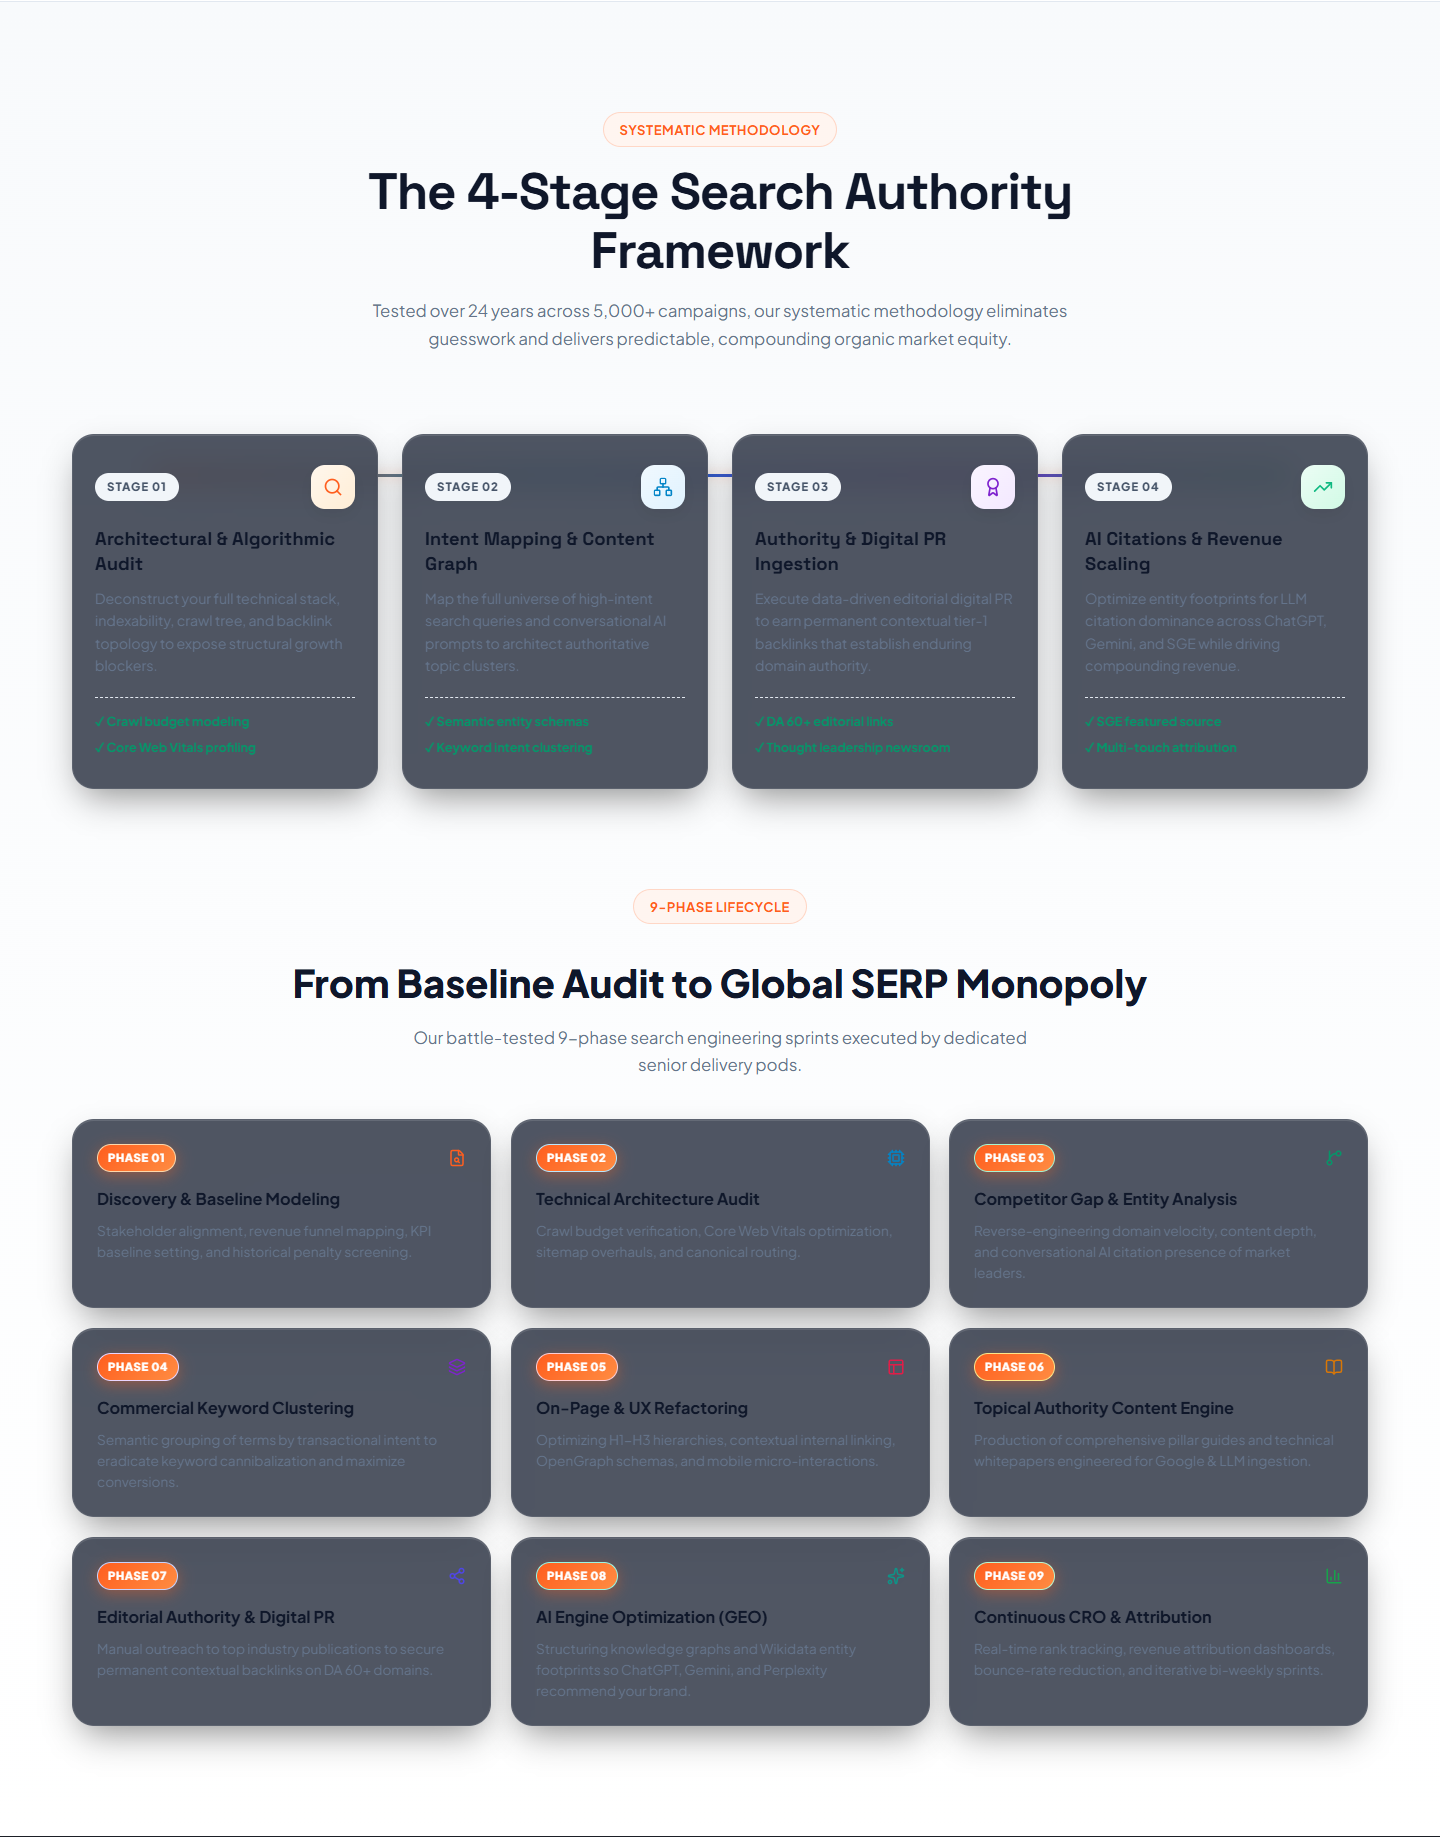 SYSTEMATIC METHODOLOGY
The 4-Stage Search Authority
Framework
Tested over 24 years across 5,000+ campaigns, our systematic methodology eliminates
guesswork and delivers predictable, compounding organic market equity.
STAGE 01
Architectural & Algorithmic
Audit
Deconstruct your full technical stack,
indexability, crawl tree, and backlink
topology to expose structural growth
blockers.
✓ Crawl budget modeling
✓ Core Web Vitals profiling
STAGE 02
Intent Mapping & Content
Graph
Map the full universe of high-intent
search queries and conversational AI
prompts to architect authoritative
topic clusters.
✓ Semantic entity schemas
✓ Keyword intent clustering
STAGE 03
Authority & Digital PR
Ingestion
Execute data-driven editorial digital PR
to earn permanent contextual tier-1
backlinks that establish enduring
domain authority.
✓ DA 60+ editorial links
✓ Thought leadership newsroom
STAGE 04
AI Citations & Revenue
Scaling
Optimize entity footprints for LLM
citation dominance across ChatGPT,
Gemini, and SGE while driving
compounding revenue.
✓ SGE featured source
✓ Multi-touch attribution
9-PHASE LIFECYCLE
From Baseline Audit to Global SERP Monopoly
Our battle-tested 9-phase search engineering sprints executed by dedicated
senior delivery pods.
PHASE 01
Discovery & Baseline Modeling
Stakeholder alignment, revenue funnel mapping, KPI
baseline setting, and historical penalty screening.
PHASE 02
Technical Architecture Audit
Crawl budget verification, Core Web Vitals optimization,
sitemap overhauls, and canonical routing.
PHASE 03
Competitor Gap & Entity Analysis
Reverse-engineering domain velocity, content depth,
and conversational AI citation presence of market
leaders.
PHASE 04
Commercial Keyword Clustering
Semantic grouping of terms by transactional intent to
eradicate keyword cannibalization and maximize
conversions.
PHASE 05
On-Page & UX Refactoring
Optimizing H1-H3 hierarchies, contextual internal linking,
OpenGraph schemas, and mobile micro-interactions.
PHASE 06
Topical Authority Content Engine
Production of comprehensive pillar guides and technical
whitepapers engineered for Google & LLM ingestion.
PHASE 07
Editorial Authority & Digital PR
Manual outreach to top industry publications to secure
permanent contextual backlinks on DA 60+ domains.
PHASE 08
AI Engine Optimization (GEO)
Structuring knowledge graphs and Wikidata entity
footprints so ChatGPT, Gemini, and Perplexity
recommend your brand.
PHASE 09
Continuous CRO & Attribution
Real-time rank tracking, revenue attribution dashboards,
bounce-rate reduction, and iterative bi-weekly sprints.